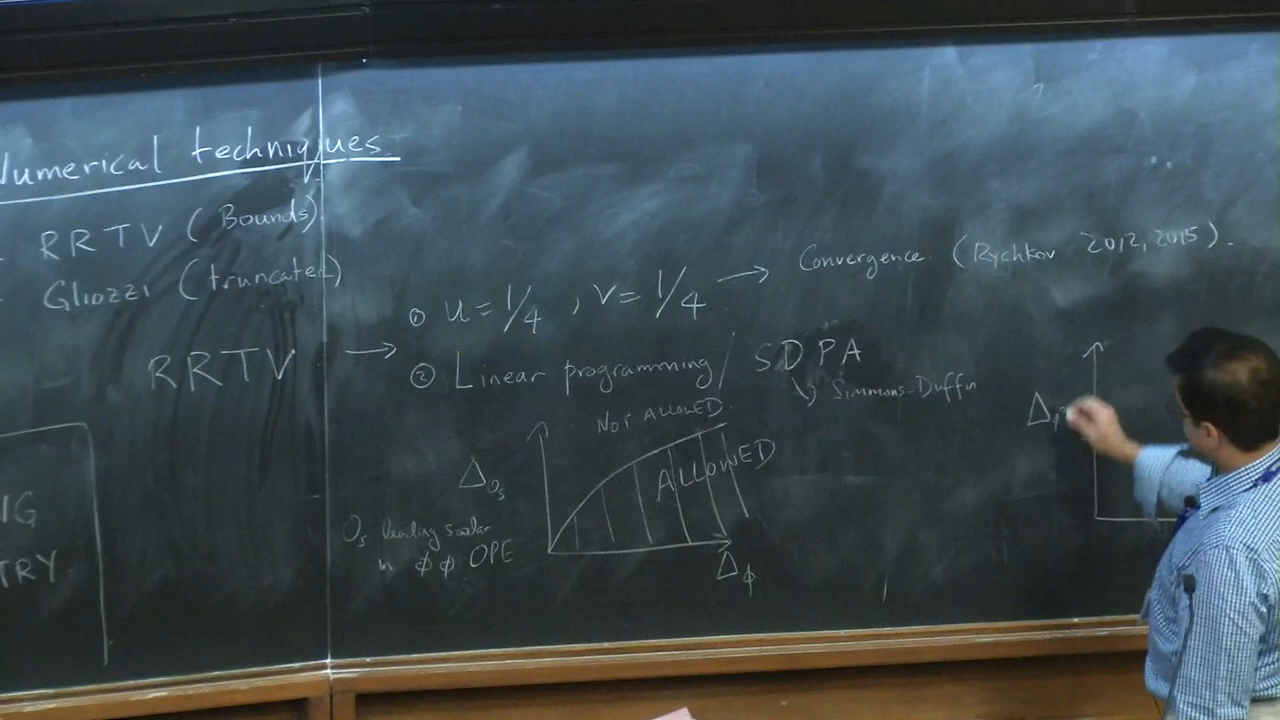 Numerical techniques.
- RRTV (Bounds).
- Gliozzi (truncated)
RRTV →
① u = 1/4 , v = 1/4 → Convergence (Rychkov 2012, 2015).
② Linear programming / SDPA
↳ Simmons-Duffin
NOT ALLOWED.
ALLOWED
Δ_{O_s}
O_s leading scalar
in ϕϕ OPE
Δ_ϕ
IG
TRY
Δ